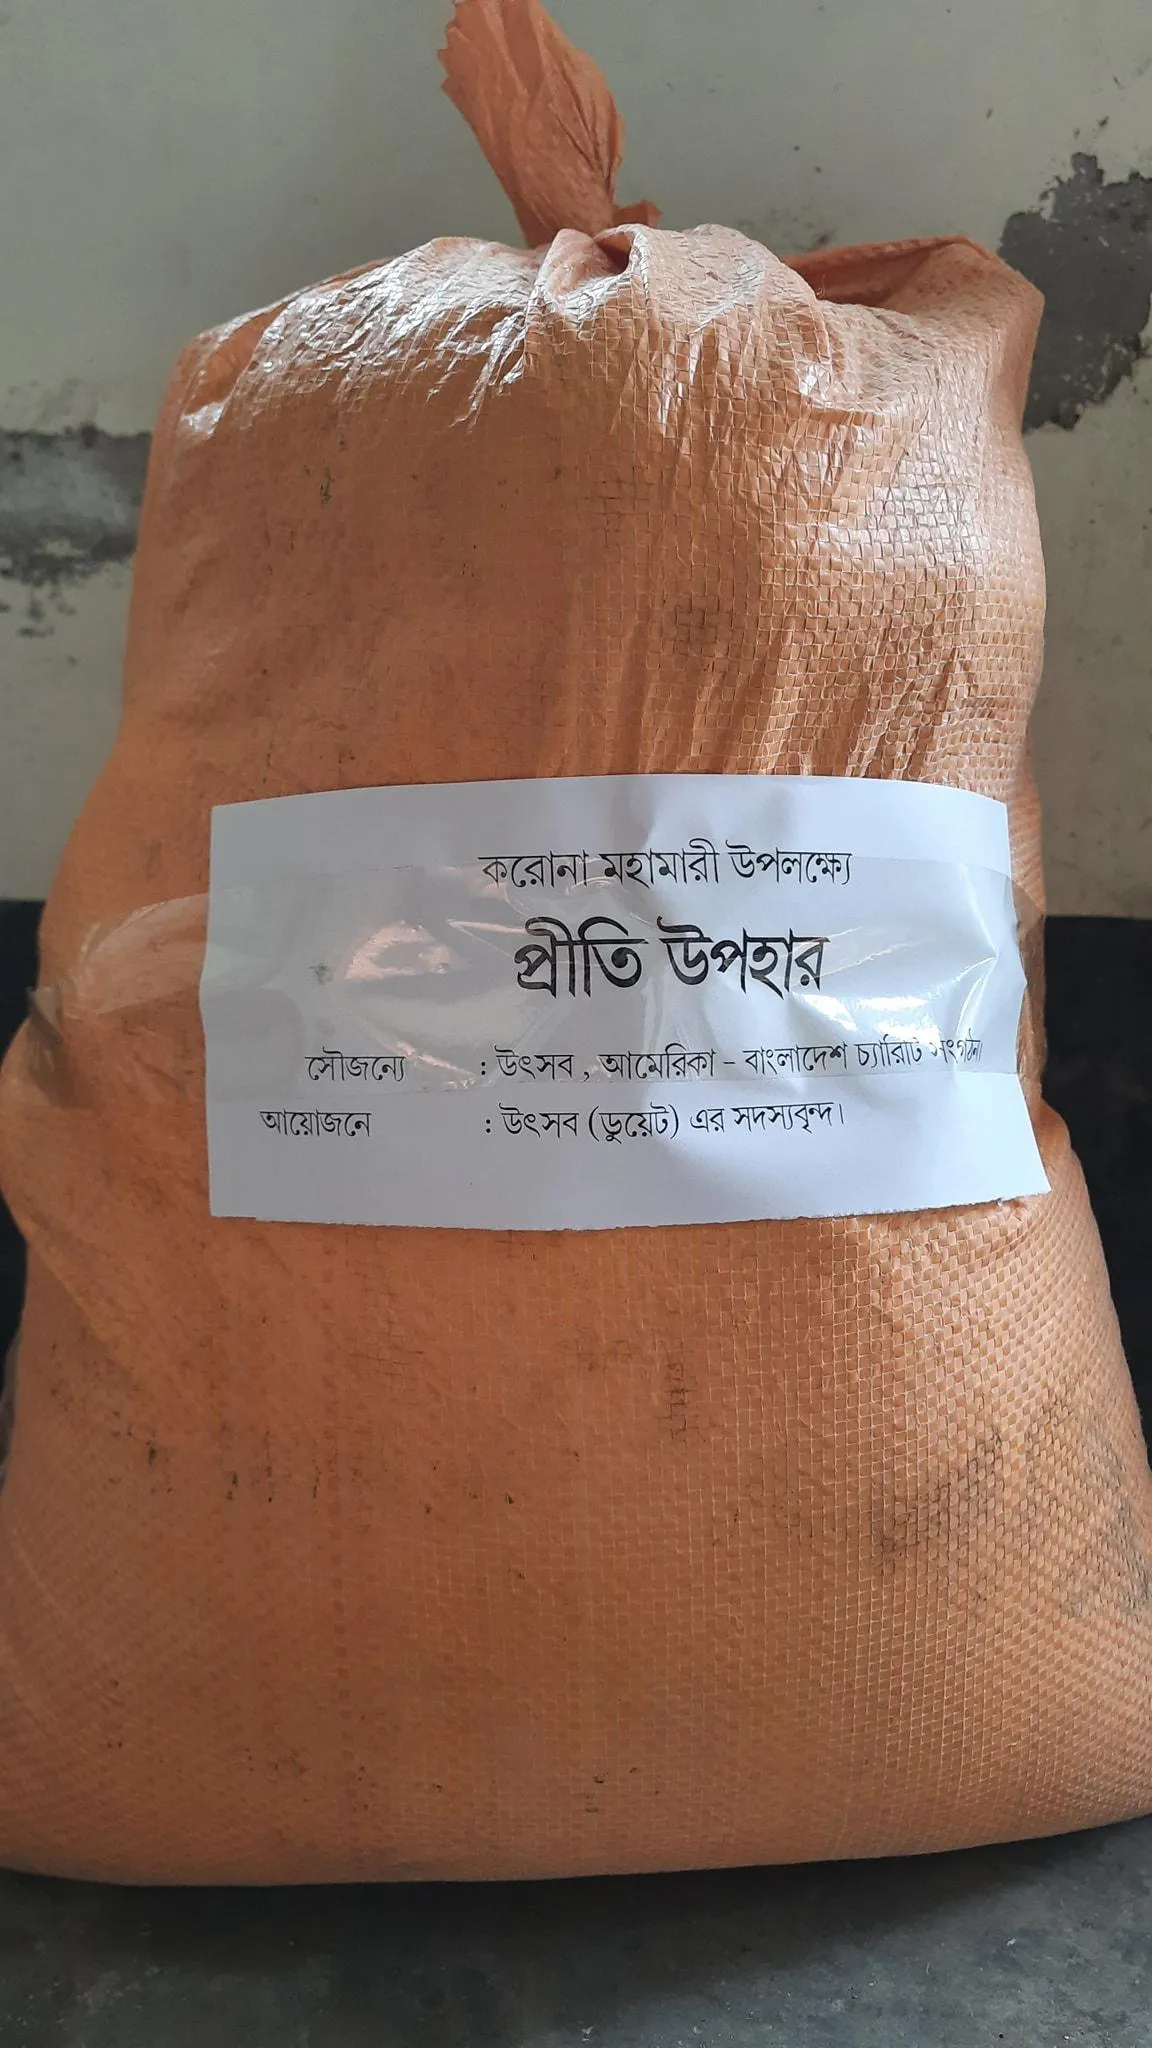 করোনা মহামারী উপলক্ষ্যে
প্রীতি উপহার
সৌজন্যে : উৎসব , আমেরিকা - বাংলাদেশ চ্যারিটি সংগঠন।
আয়োজনে : উৎসব (ডুয়েট) এর সদস্যবৃন্দ।